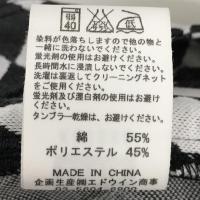 弱
40
低
染料が色落ちしますので他の物と
一緒に洗わないでください。
蛍光剤の使用はお避けください。
長時間水に浸漬しないでください。
洗濯は裏返してクリーニングネット
をご使用ください。
蛍光剤及び漂白剤の使用は
お避けください。
タンブラー乾燥は、お避けください。
綿 55%
ポリエステル 45%
MADE IN CHINA
企画生産㈱エドウイン商事